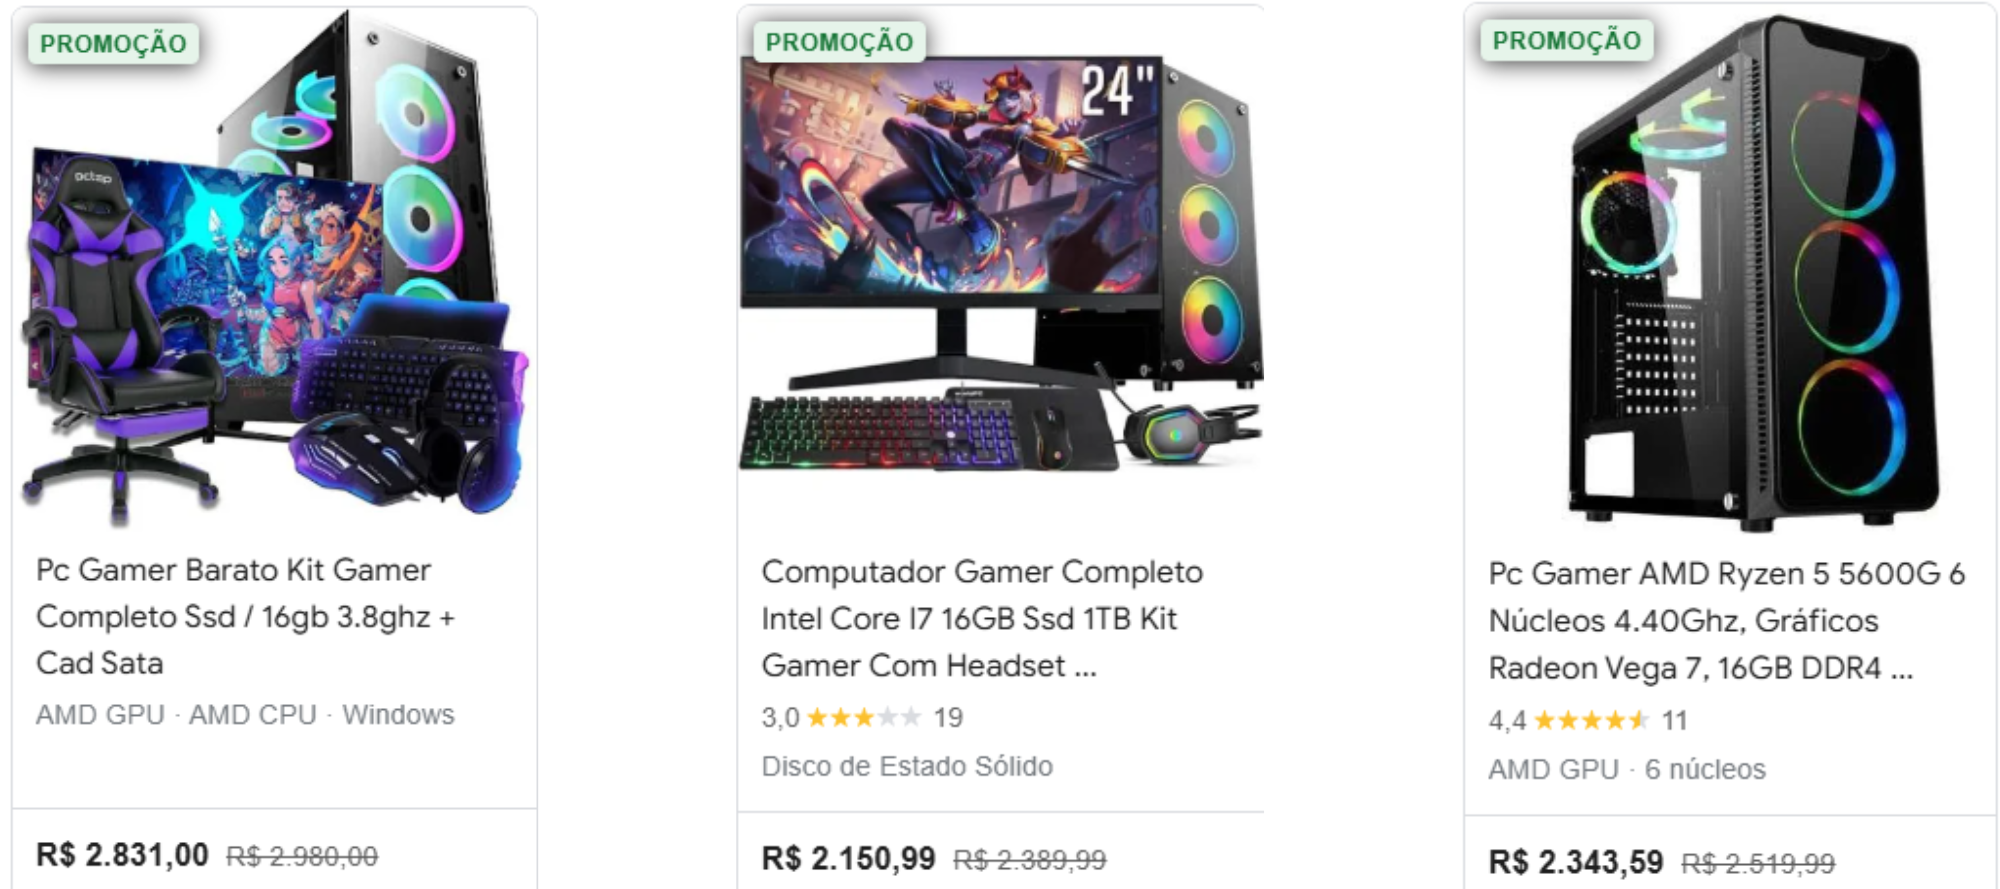 PROMOÇÃO
octoo
Pc Gamer Barato Kit Gamer
Completo Ssd / 16gb 3.8ghz +
Cad Sata
AMD GPU · AMD CPU · Windows
R$ 2.831,00 R$ 2.980,00
PROMOÇÃO
24"
Computador Gamer Completo
Intel Core I7 16GB Ssd 1TB Kit
Gamer Com Headset ...
3,0 19
Disco de Estado Sólido
R$ 2.150,99 R$ 2.389,99
PROMOÇÃO
Pc Gamer AMD Ryzen 5 5600G 6
Núcleos 4.40Ghz, Gráficos
Radeon Vega 7, 16GB DDR4 ...
4,4 11
AMD GPU · 6 núcleos
R$ 2.343,59 R$ 2.519,99